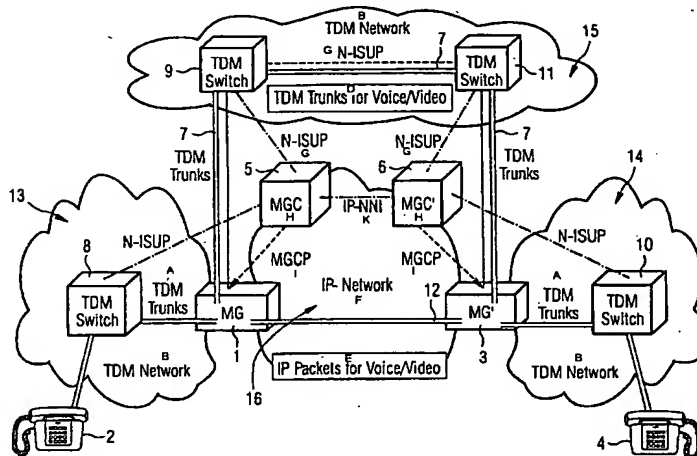 B
TDM Network
9
TDM
Switch
G N-ISUP
7
TDM
Switch
11
15
D
TDM Trunks for Voice/Video
7
TDM
Trunks
N-ISUP
G
N-ISUP
G
7
TDM
Trunks
13
5
MGC
H
IP-NNI
K
6
MGC'
H
14
N-ISUP
N-ISUP
8
TDM
Switch
A
TDM
Trunks
MGCP
I
MGCP
I
IP-Network
F
10
TDM
Switch
A
TDM
Trunks
MG
1
12
MG'
3
B
TDM Network
16
E
IP Packets for Voice/Video
B
TDM Network
2
4